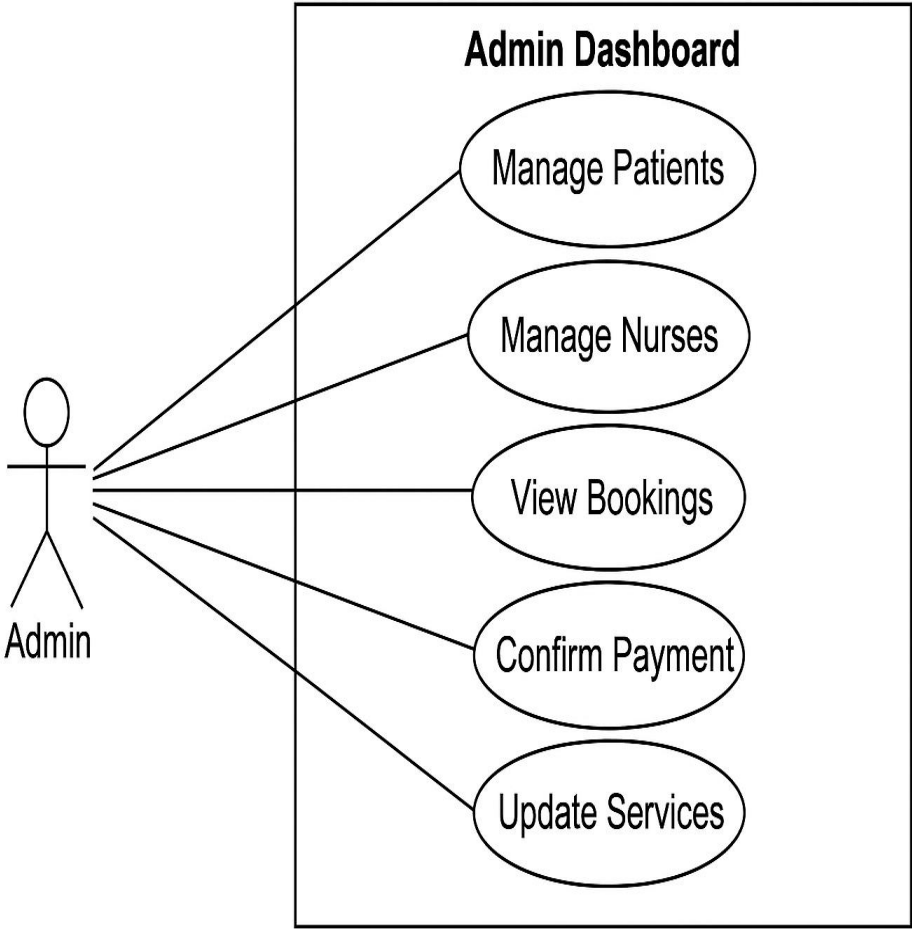 Admin Dashboard
Manage Patients
Manage Nurses
View Bookings
Confirm Payment
Admin
Update Services